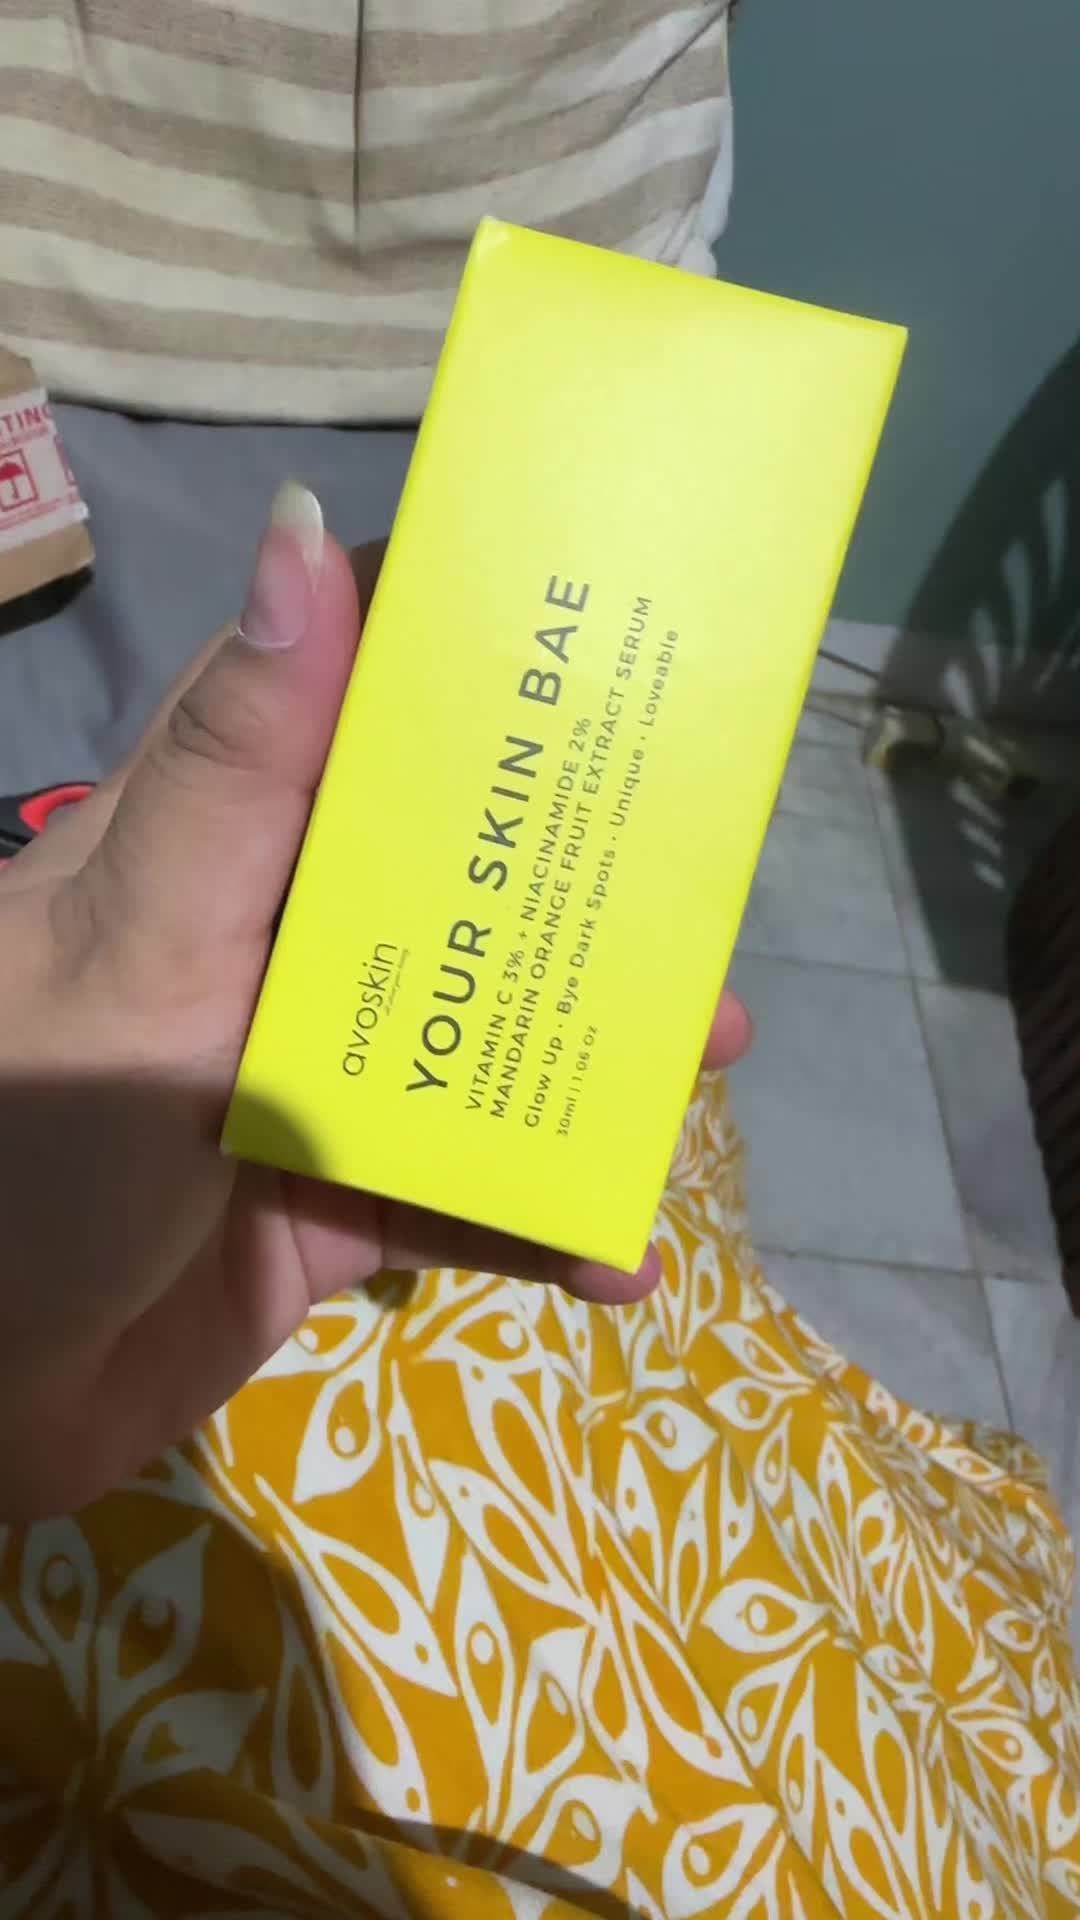 avoskin
YOUR SKIN BAE
VITAMIN C 3% + NIACINAMIDE 2%
MANDARIN ORANGE FRUIT EXTRACT SERUM
Glow Up • Bye Dark Spots • Unique • Loveable
30ml | 1.06 oz
TING